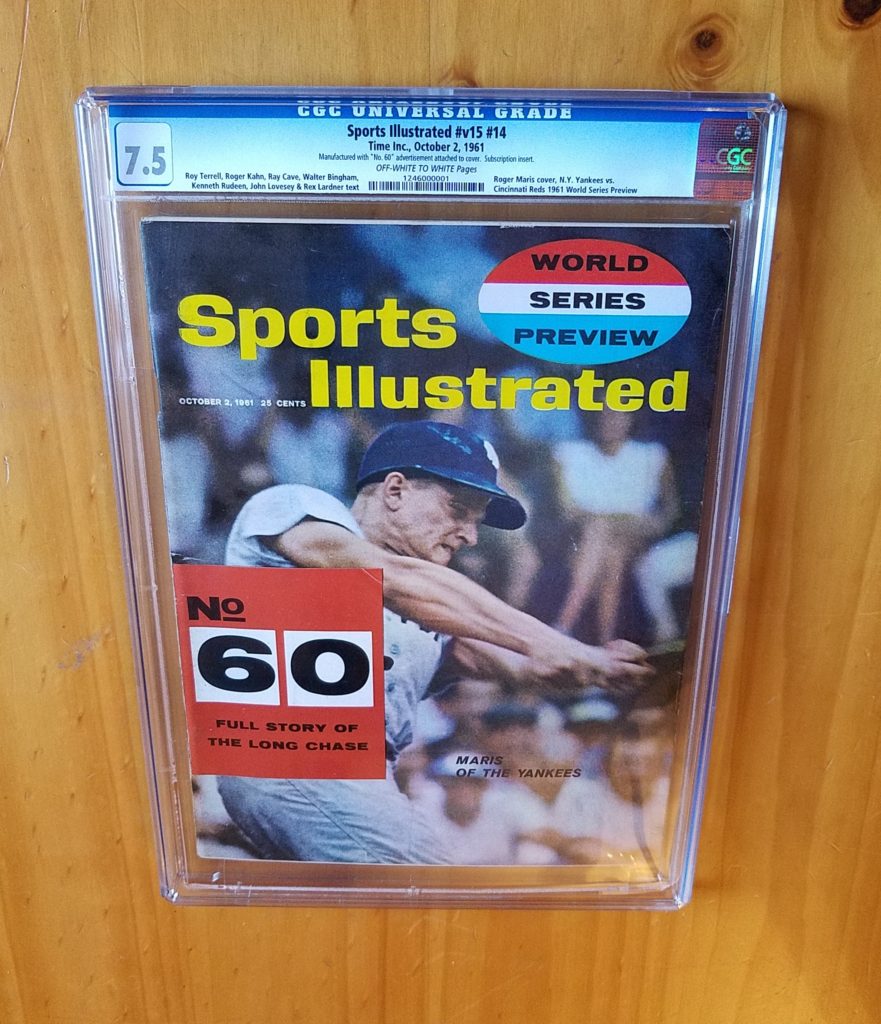 CGC UNIVERSAL GRADE
7.5
Sports Illustrated #v15 #14
Time Inc., October 2, 1961
Manufactured with "No. 60" advertisement attached to cover. Subscription insert.
OFF-WHITE TO WHITE Pages
1246000001
Roy Terrell, Roger Kahn, Ray Cave, Walter Bingham,
Kenneth Rudeen, John Lovesey & Rex Lardner text
Roger Maris cover, N.Y. Yankees vs.
Cincinnati Reds 1961 World Series Preview
CGC
WORLD
SERIES
PREVIEW
Sports
Illustrated
OCTOBER 2, 1961 25 CENTS
No
60
FULL STORY OF
THE LONG CHASE
MARIS
OF THE YANKEES